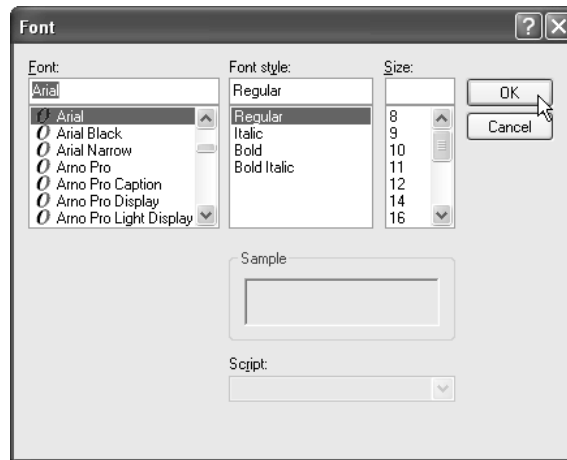 Font
Font:
Arial
Arial
Arial Black
Arial Narrow
Arno Pro
Arno Pro Caption
Arno Pro Display
Arno Pro Light Display
Font style:
Regular
Regular
Italic
Bold
Bold Italic
Size:
8
9
10
11
12
14
16
OK
Cancel
Sample
Script: